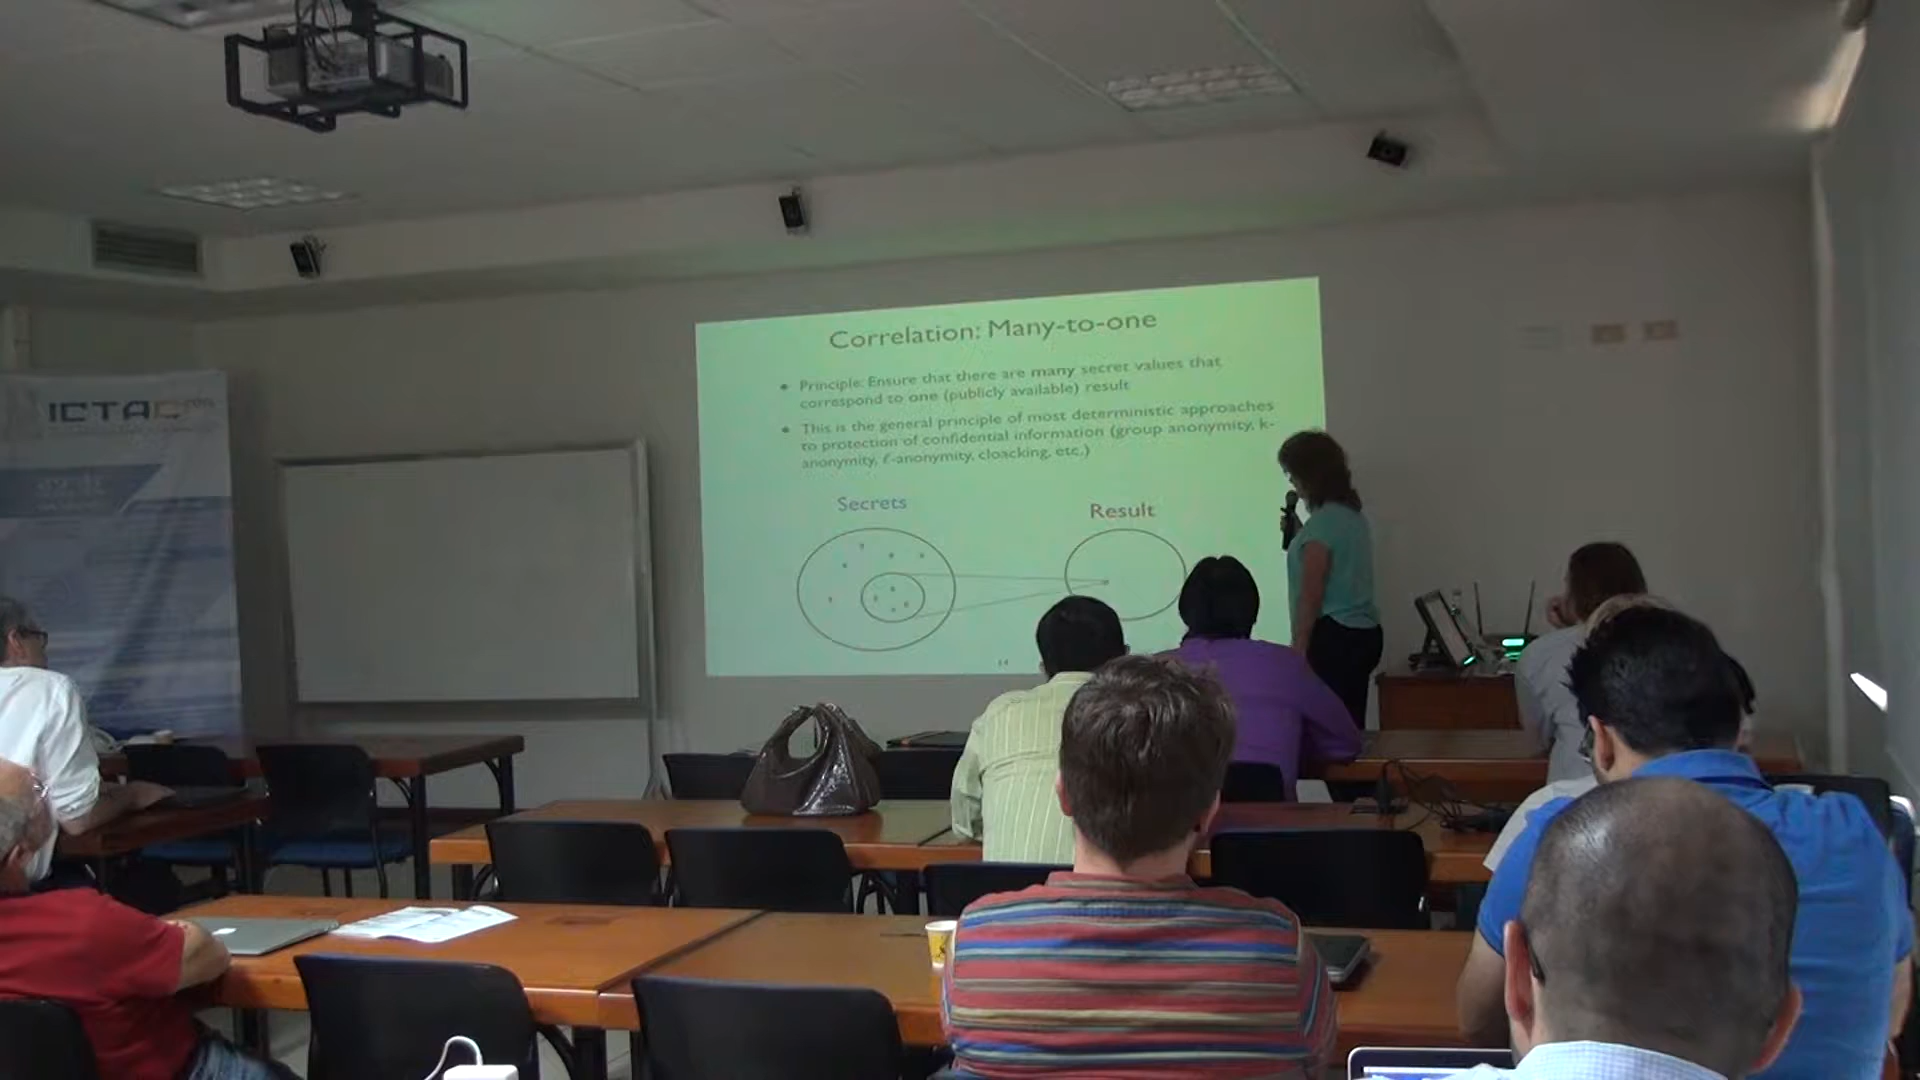 Correlation: Many-to-one
Principle: Ensure that there are many secret values that
correspond to one (publicly available) result
This is the general principle of most deterministic approaches
to protection of confidential information (group anonymity, k-
anonymity, ℓ-anonymity, cloacking, etc.)
Secrets
Result
14
ICTAC